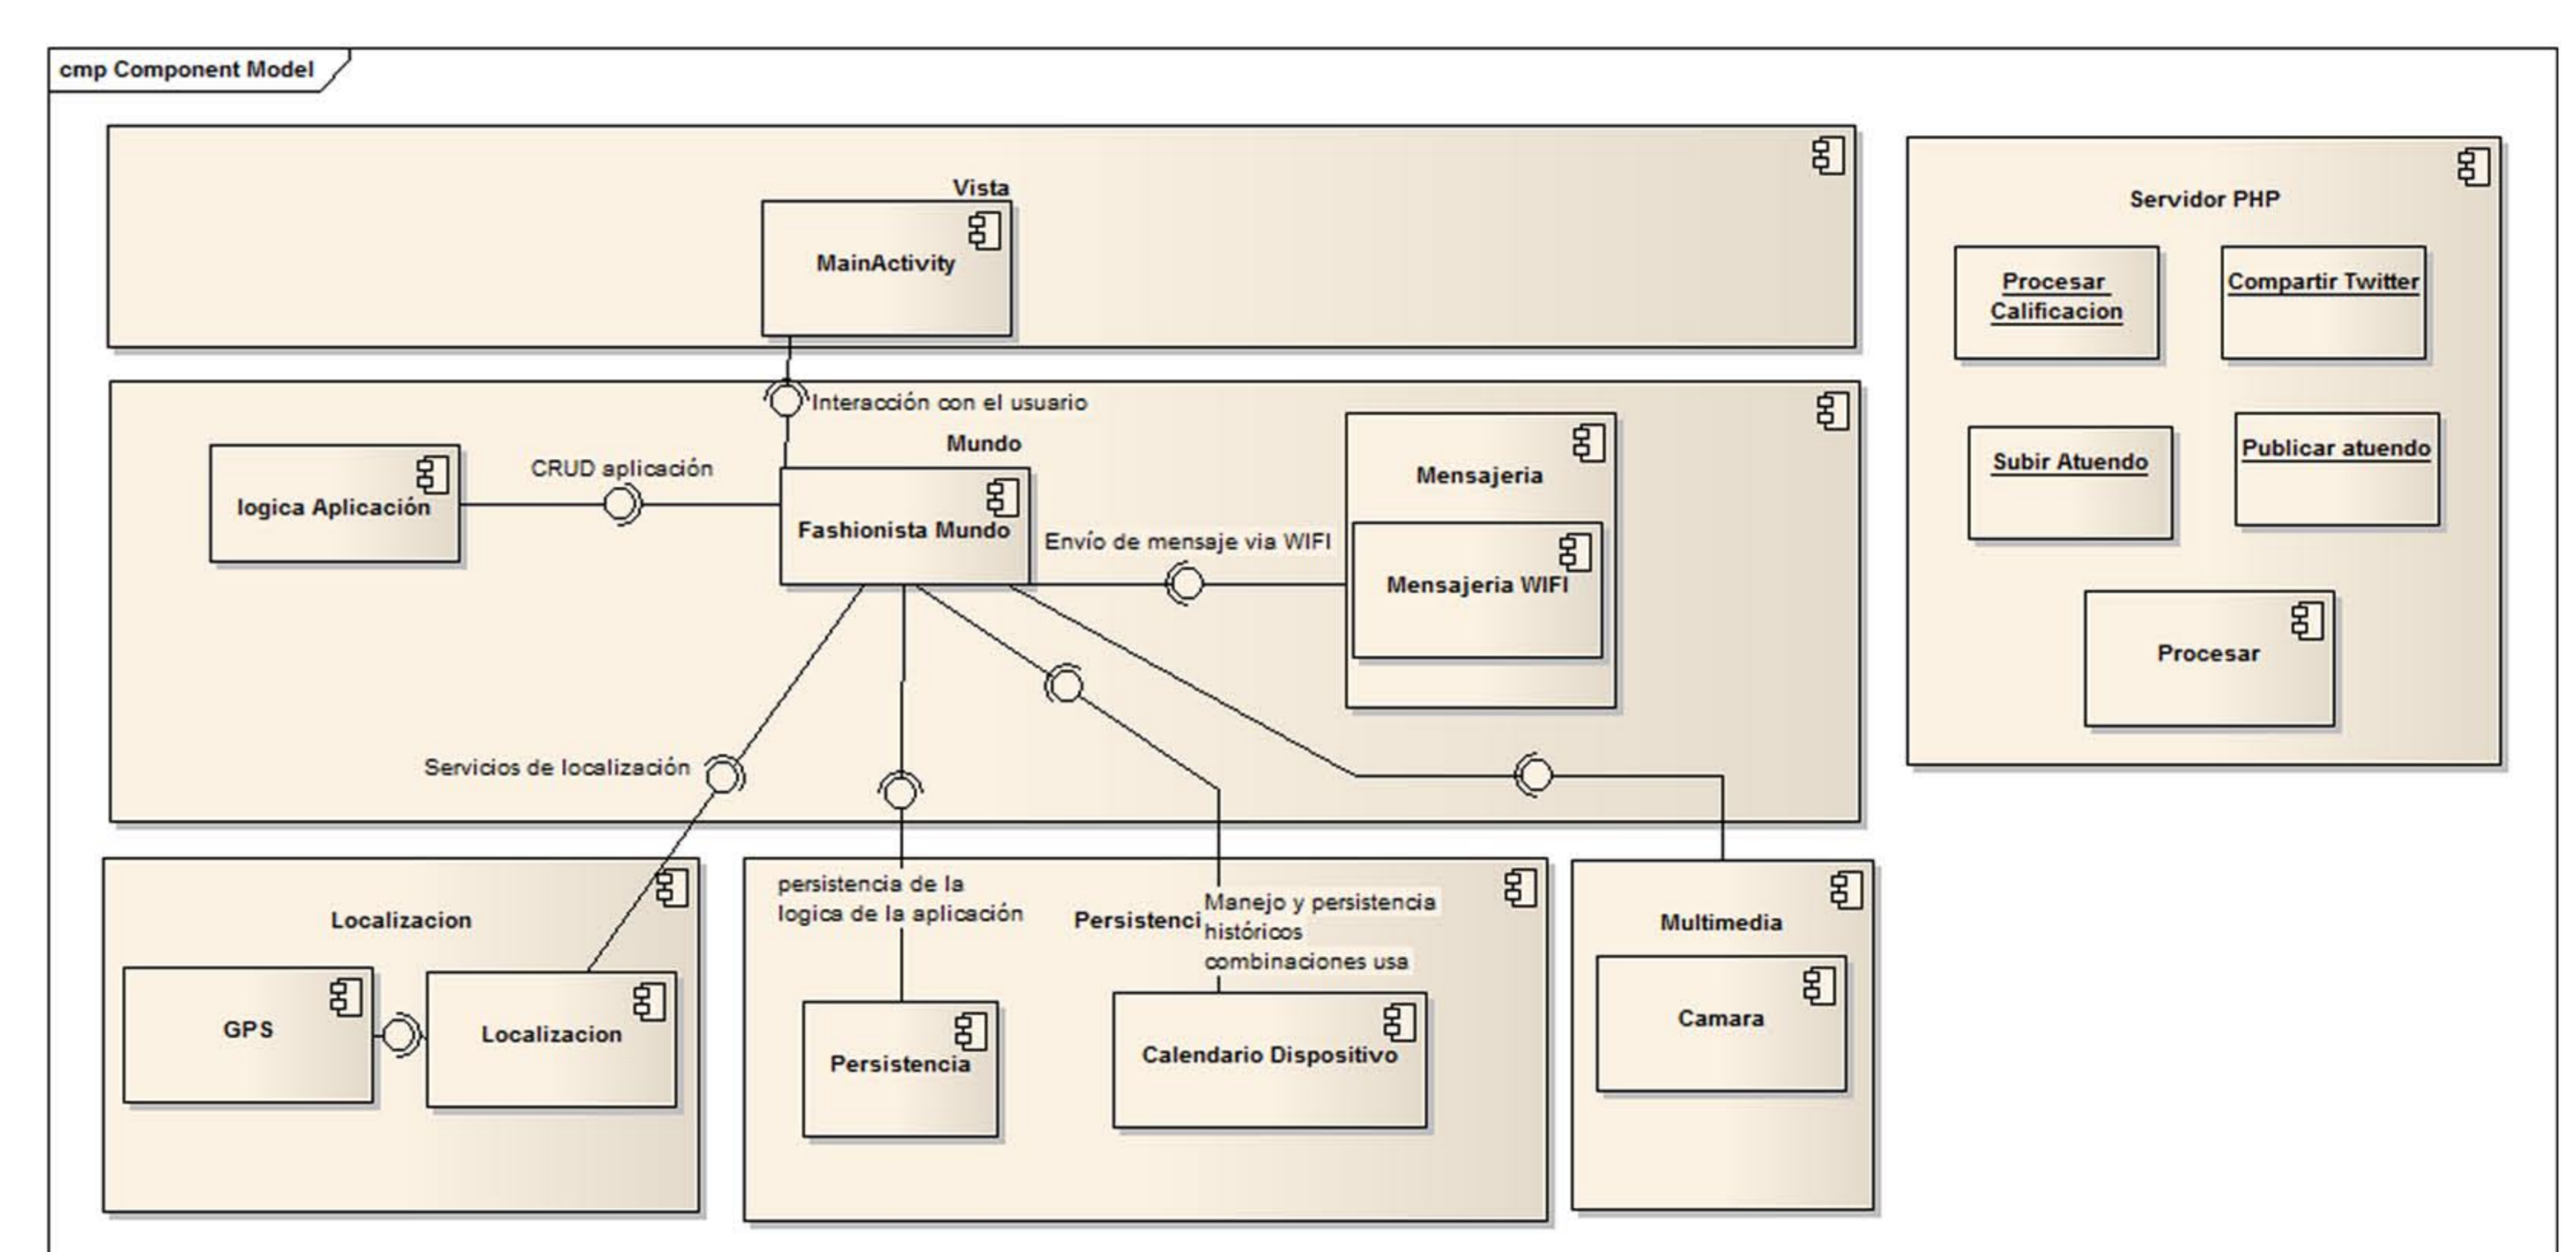 cmp Component Model
Vista
MainActivity
Servidor PHP
Procesar
Calificacion
Compartir Twitter
Subir Atuendo
Publicar atuendo
Procesar
Interacción con el usuario
Mundo
logica Aplicación
CRUD aplicación
Fashionista Mundo
Envío de mensaje via WIFI
Mensajeria
Mensajeria WIFI
Servicios de localización
Localizacion
GPS
Localizacion
persistencia de la
logica de la aplicación
Persistenci
Manejo y persistencia
históricos
combinaciones usa
Persistencia
Calendario Dispositivo
Multimedia
Camara